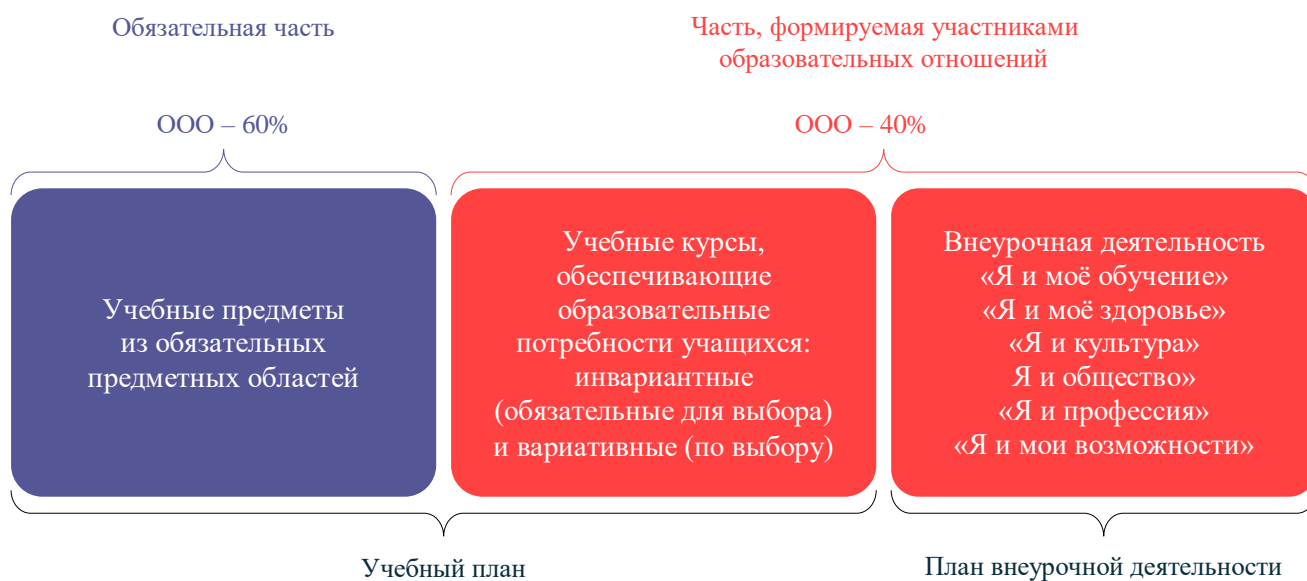 Обязательная часть
Часть, формируемая участниками
образовательных отношений
ООО – 60%
ООО – 40%
Учебные предметы
из обязательных
предметных областей
Учебные курсы,
обеспечивающие
образовательные
потребности учащихся:
инвариантные
(обязательные для выбора)
и вариативные (по выбору)
Внеурочная деятельность
«Я и моё обучение»
«Я и моё здоровье»
«Я и культура»
Я и общество»
«Я и профессия»
«Я и мои возможности»
Учебный план
План внеурочной деятельности